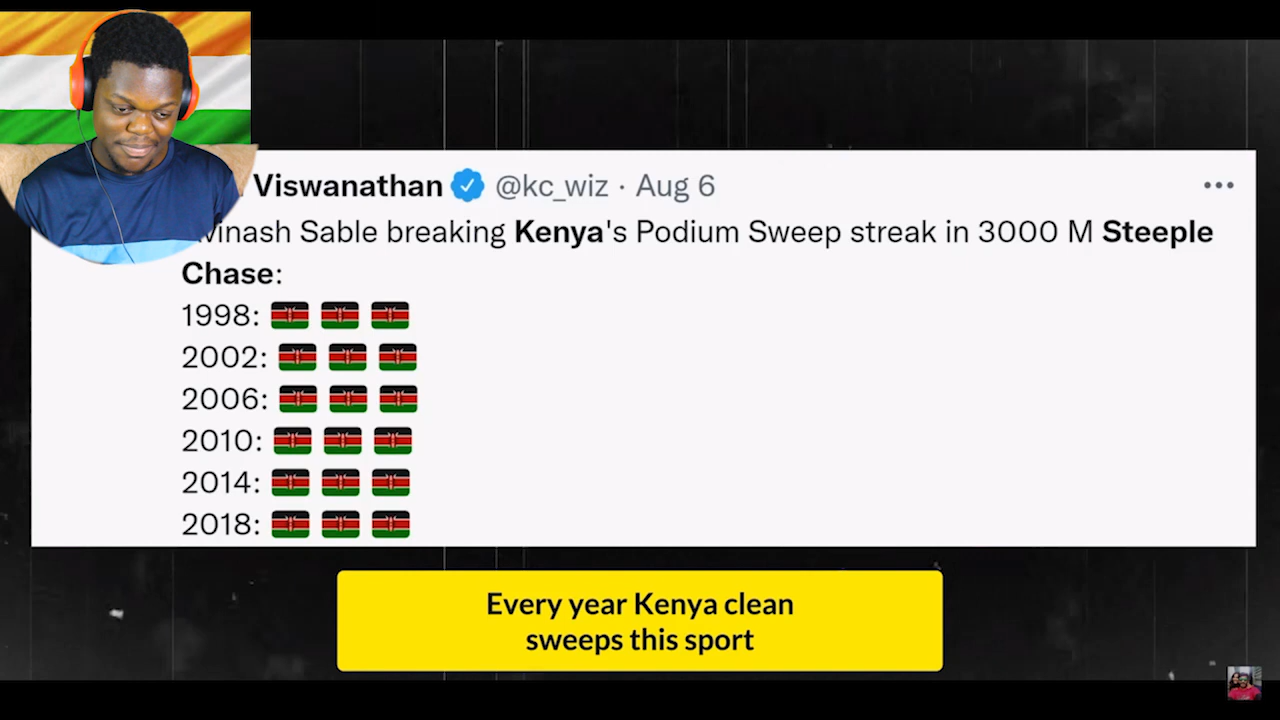 Viswanathan @kc_wiz · Aug 6
Sable breaking Kenya's Podium Sweep streak in 3000 M Steeple
Chase:
1998:
2002:
2006:
2010:
2014:
2018:
Every year Kenya clean
sweeps this sport